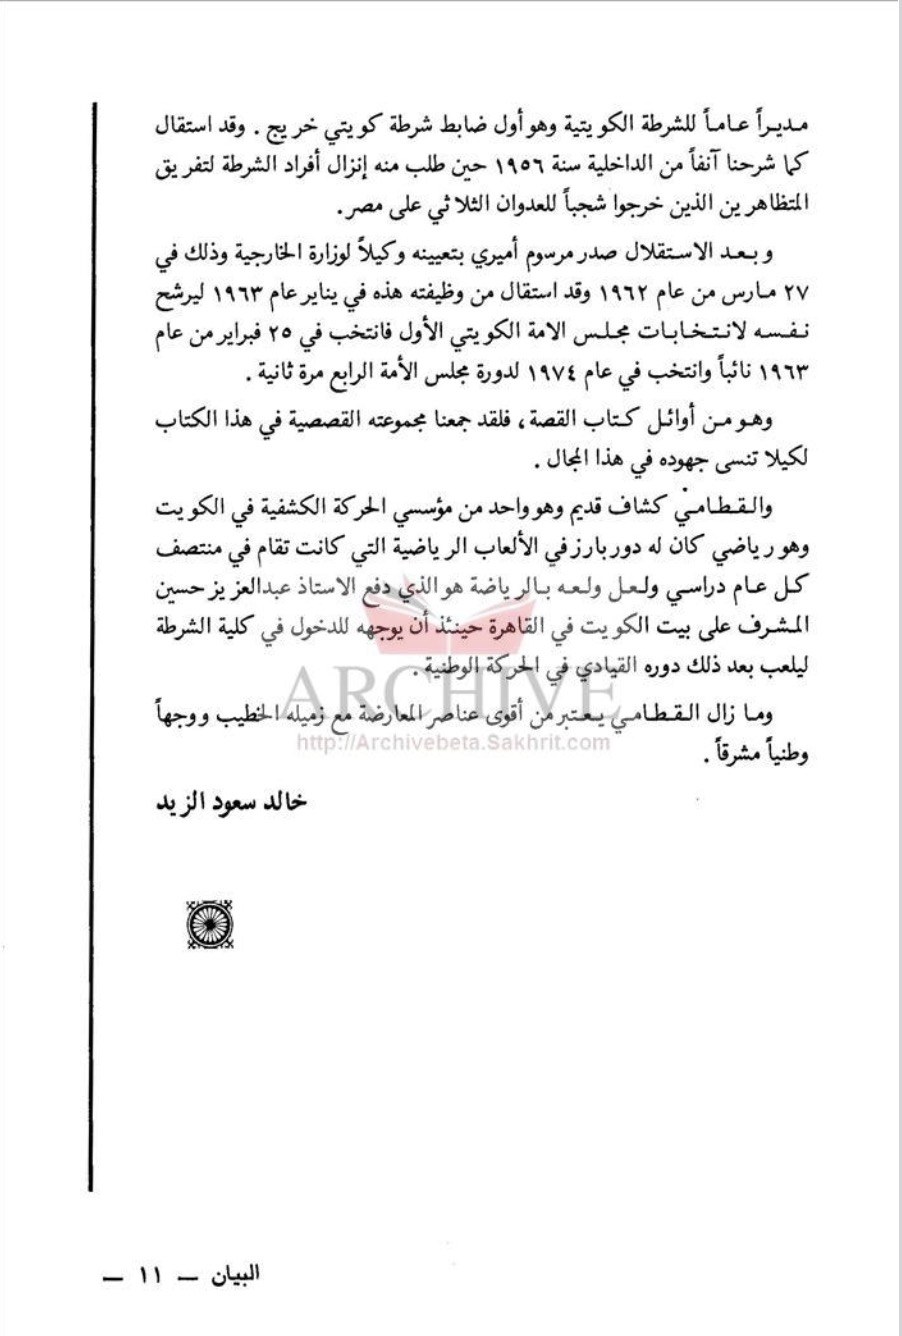 مديراً عاماً للشرطة الكويتية وهو أول ضابط شرطة كويتي خريج . وقد استقال
كما شرحنا آنفاً من الداخلية سنة ١٩٥٦ حين طلب منه إنزال أفراد الشرطة لتفريق
المتظاهرين الذين خرجوا شجباً للعدوان الثلاثي على مصر.
وبعد الاستقلال صدر مرسوم أميري بتعيينه وكيلاً لوزارة الخارجية وذلك في
٢٧ مارس من عام ١٩٦٢ وقد استقال من وظيفته هذه في يناير عام ١٩٦٣ ليرشح
نفسه لانتخابات مجلس الامة الكويتي الأول فانتخب في ٢٥ فبراير من عام
١٩٦٣ نائباً وانتخب في عام ١٩٧٤ لدورة مجلس الأمة الرابع مرة ثانية .
وهو من أوائل كتاب القصة، فلقد جمعنا مجموعته القصصية في هذا الكتاب
لكيلا تنسى جهوده في هذا المجال .
والقطامي كشاف قديم وهو واحد من مؤسسي الحركة الكشفية في الكويت
وهو رياضي كان له دور بارز في الألعاب الرياضية التي كانت تقام في منتصف
كل عام دراسي ولعل ولعه بالرياضة هو الذي دفع الاستاذ عبدالعزيز حسين
المشرف على بيت الكويت في القاهرة حينئذ أن يوجهه للدخول في كلية الشرطة
ليلعب بعد ذلك دوره القيادي في الحركة الوطنية .
ARCHIVE
وما زال القطامي يعتبر من أقوى عناصر المعارضة مع زميله الخطيب ووجهاً
http://Archivebeta.Sakhrit.com
وطنياً مشرقاً .
خالد سعود الزيد
البيان — ١١ —